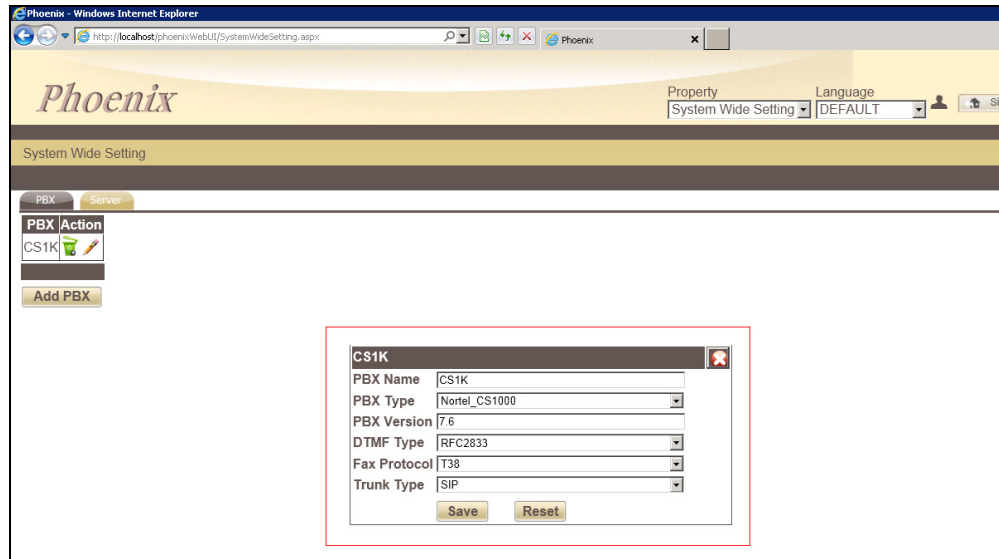 Phoenix - Windows Internet Explorer
http://localhost/phoenixWebUI/SystemWideSetting.aspx
Phoenix
Phoenix
Property
Language
System Wide Setting
DEFAULT
System Wide Setting
PBX
Server
PBX Action
CS1K
Add PBX
CS1K
PBX Name CS1K
PBX Type Nortel_CS1000
PBX Version 7.6
DTMF Type RFC2833
Fax Protocol T38
Trunk Type SIP
Save Reset